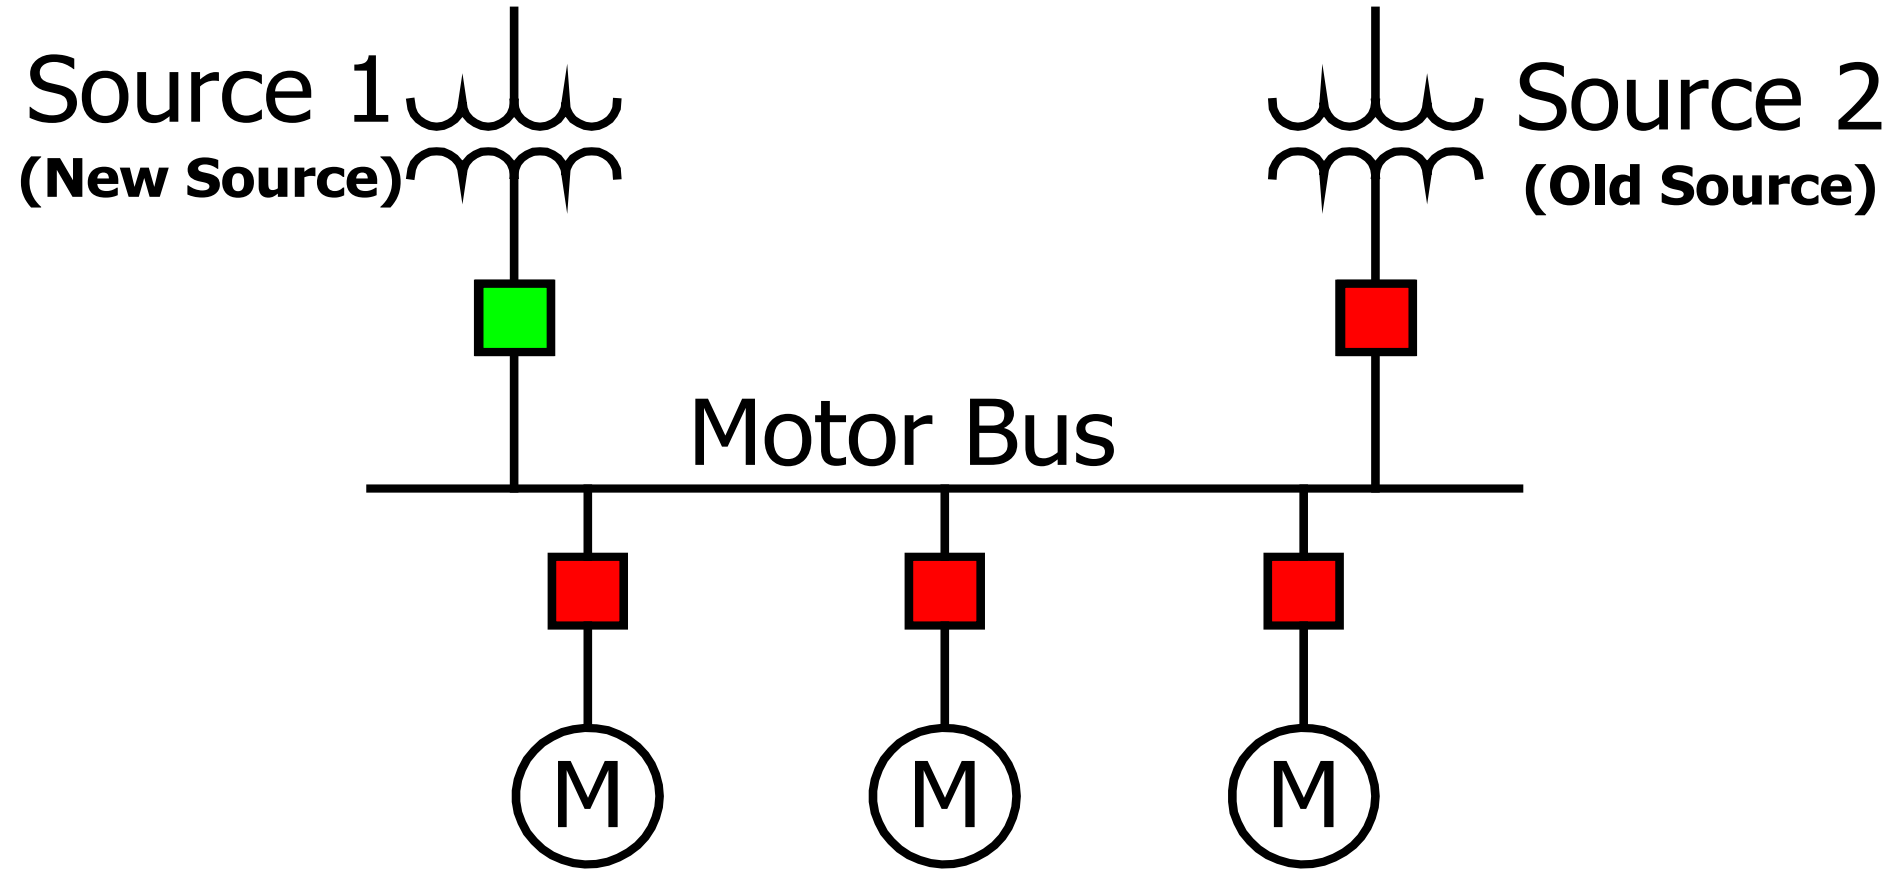 Source 1
(New Source)
Source 2
(Old Source)
Motor Bus
M
M
M